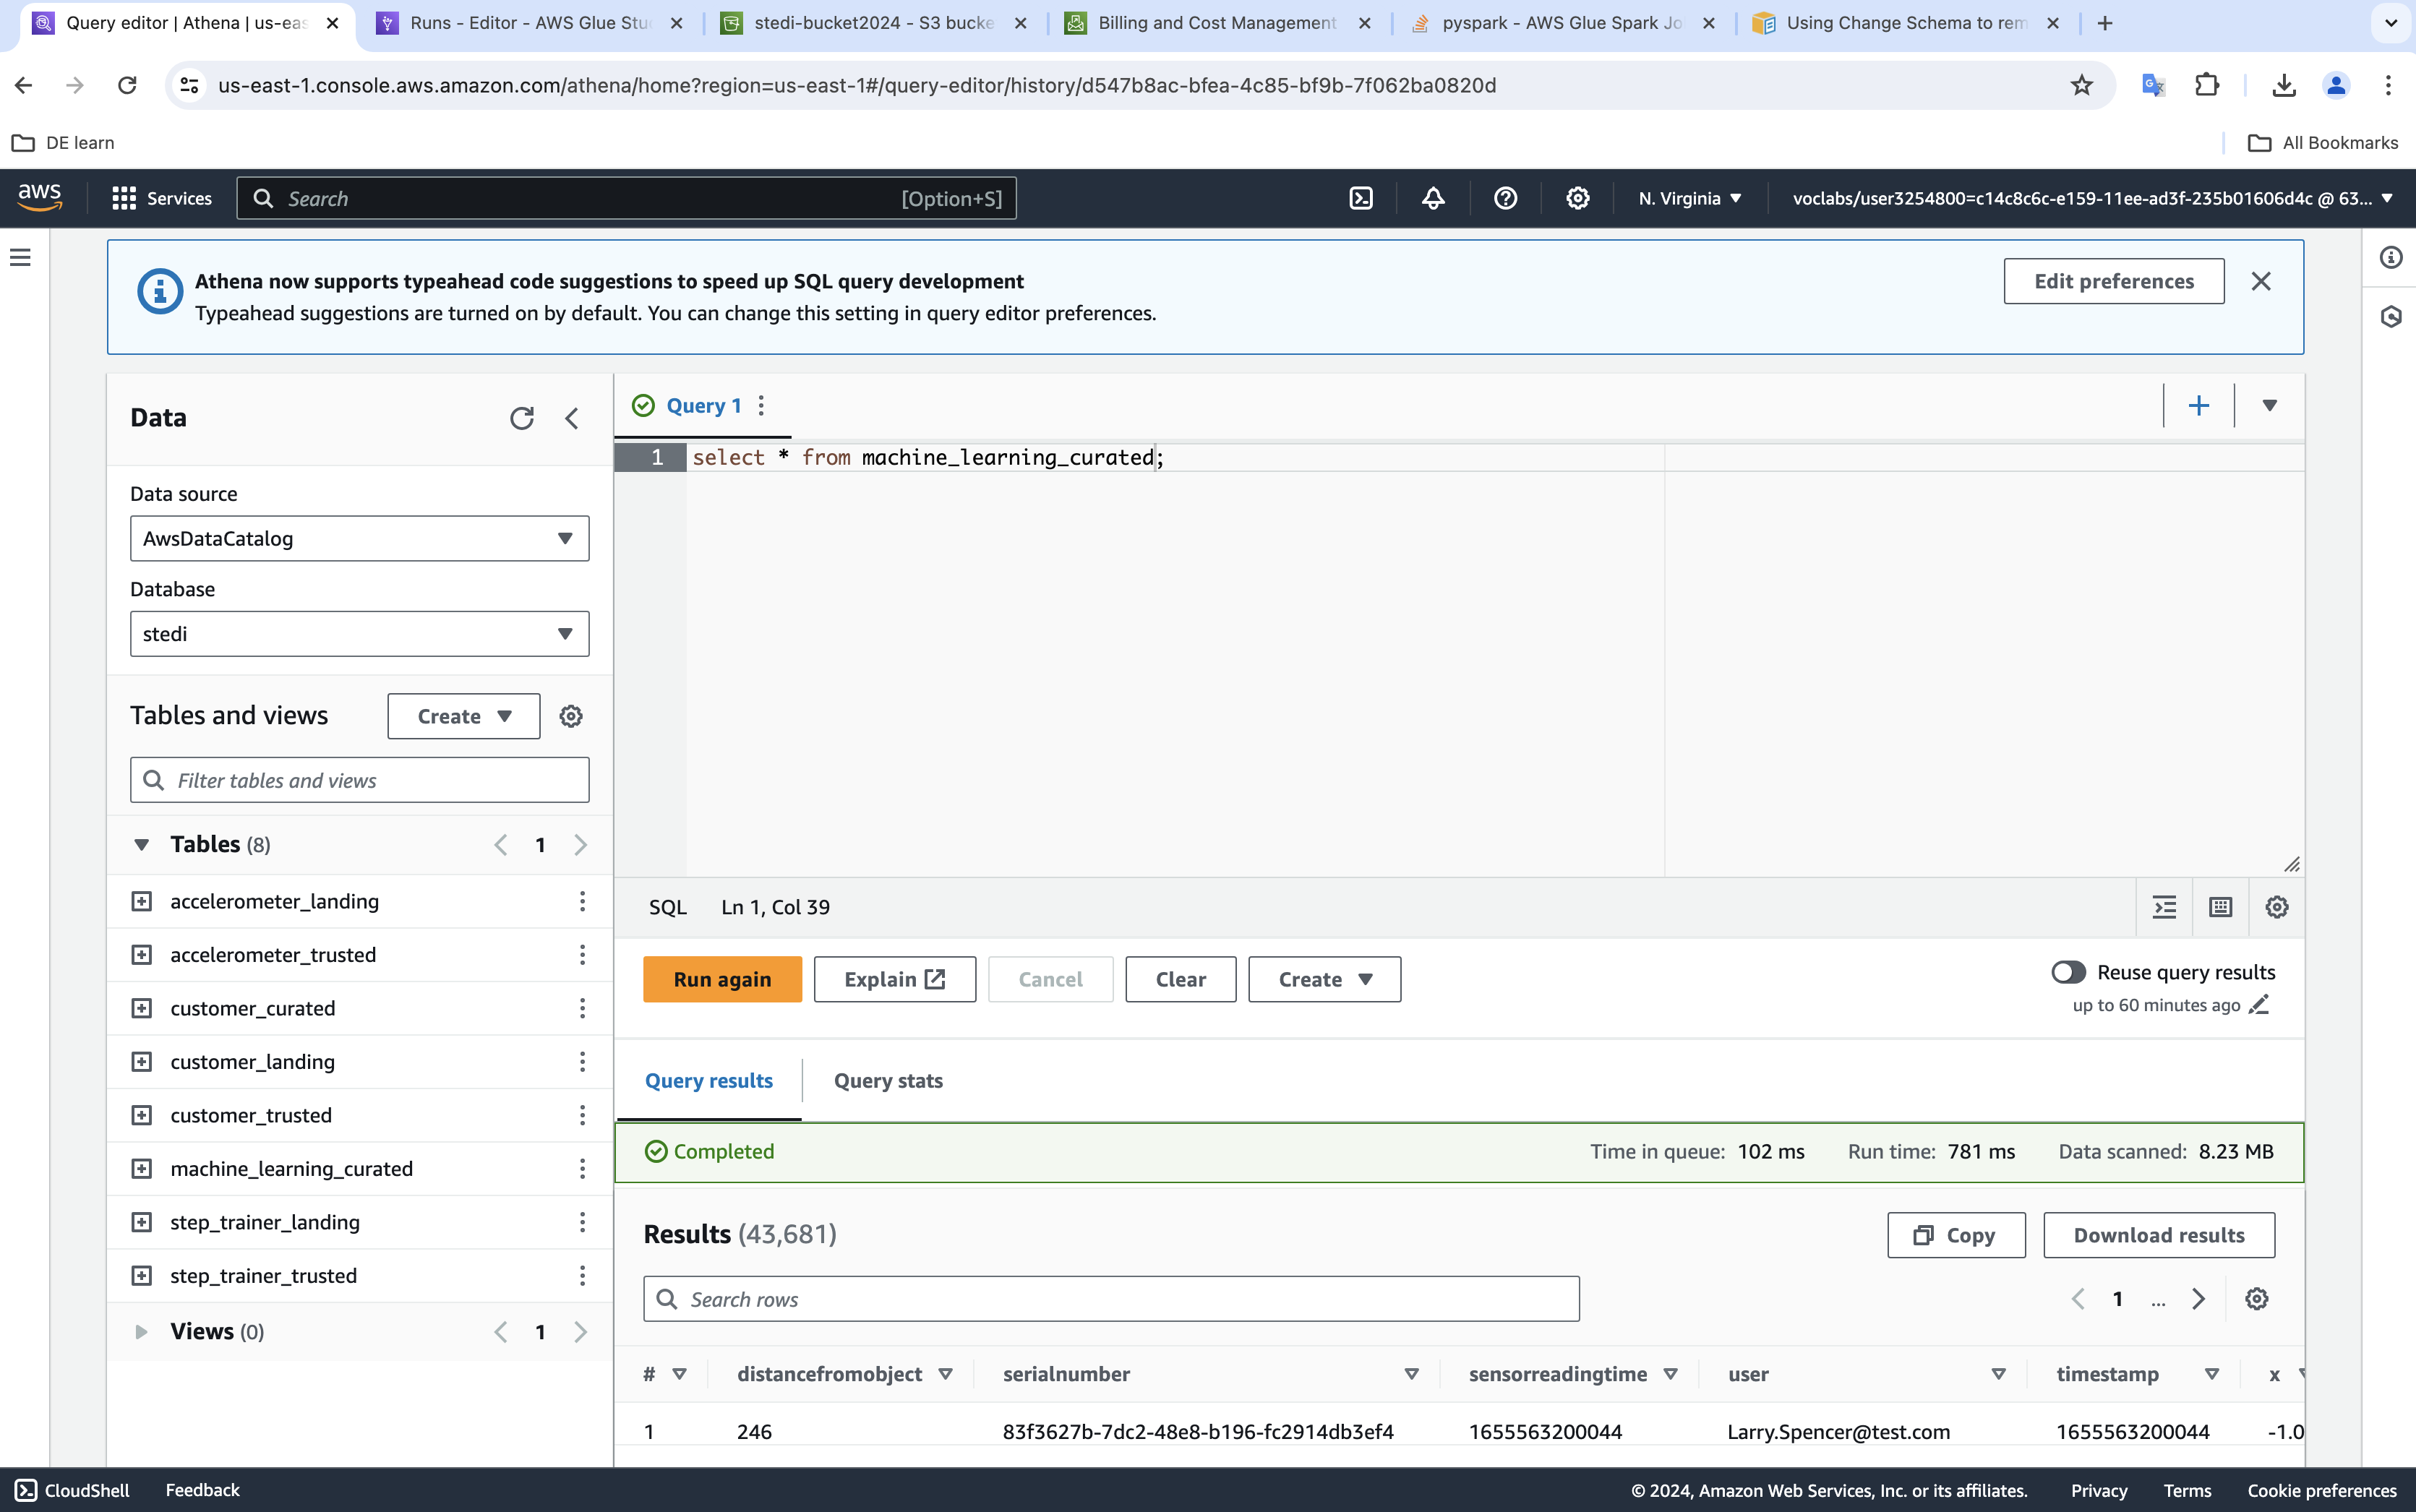 Query editor | Athena | us-eas
Runs - Editor - AWS Glue Stu
stedi-bucket2024 - S3 bucke
Billing and Cost Management
pyspark - AWS Glue Spark Jo
Using Change Schema to rem
us-east-1.console.aws.amazon.com/athena/home?region=us-east-1#/query-editor/history/d547b8ac-bfea-4c85-bf9b-7f062ba0820d
DE learn
All Bookmarks
aws
Services
Search
[Option+S]
N. Virginia
voclabs/user3254800=c14c8c6c-e159-11ee-ad3f-235b01606d4c @ 63...
Athena now supports typeahead code suggestions to speed up SQL query development
Typeahead suggestions are turned on by default. You can change this setting in query editor preferences.
Edit preferences
Data
Data source
AwsDataCatalog
Database
stedi
Tables and views
Create
Filter tables and views
Tables (8)
1
accelerometer_landing
accelerometer_trusted
customer_curated
customer_landing
customer_trusted
machine_learning_curated
step_trainer_landing
step_trainer_trusted
Views (0)
1
Query 1
1 select * from machine_learning_curated;
SQL Ln 1, Col 39
Run again
Explain
Cancel
Clear
Create
Reuse query results
up to 60 minutes ago
Query results
Query stats
Completed
Time in queue: 102 ms
Run time: 781 ms
Data scanned: 8.23 MB
Results (43,681)
Copy
Download results
Search rows
1 ...
# distancefromobject serialnumber sensorreadingtime user timestamp x
1 246 83f3627b-7dc2-48e8-b196-fc2914db3ef4 1655563200044 Larry.Spencer@test.com 1655563200044 -1.0
CloudShell
Feedback
© 2024, Amazon Web Services, Inc. or its affiliates.
Privacy
Terms
Cookie preferences